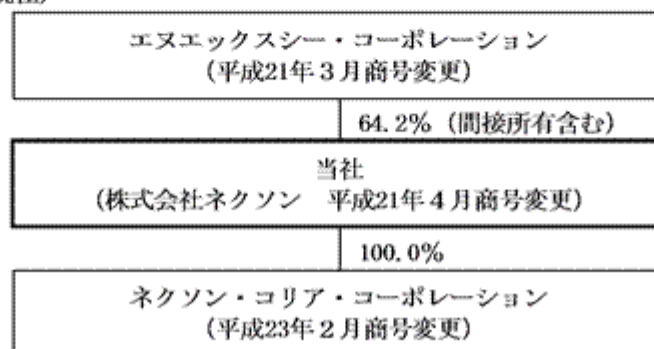 エヌエックスシー・コーポレーション
(平成21年3月商号変更)
64.2% (間接所有含む)
当社
(株式会社ネクソン 平成21年4月商号変更)
100.0%
ネクソン・コリア・コーポレーション
(平成23年2月商号変更)